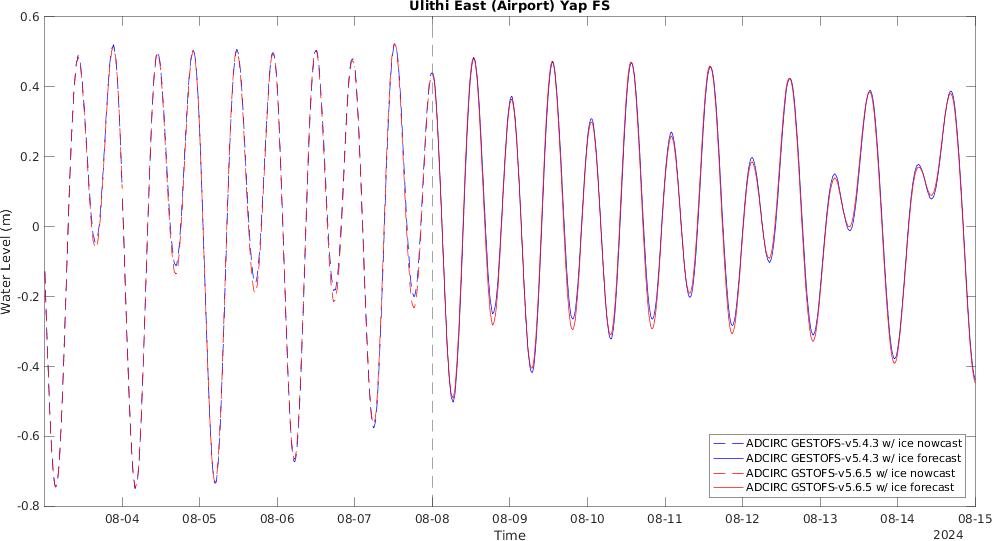 Ulithi East (Airport) Yap FS
Water Level (m)
0.6
0.4
0.2
0
-0.2
-0.4
-0.6
-0.8
ADCIRC GESTOFS-v5.4.3 w/ ice nowcast
ADCIRC GESTOFS-v5.4.3 w/ ice forecast
ADCIRC GSTOFS-v5.6.5 w/ ice nowcast
ADCIRC GSTOFS-v5.6.5 w/ ice forecast
08-04 08-05 08-06 08-07 08-08 08-09 08-10 08-11 08-12 08-13 08-14 08-15
Time
2024